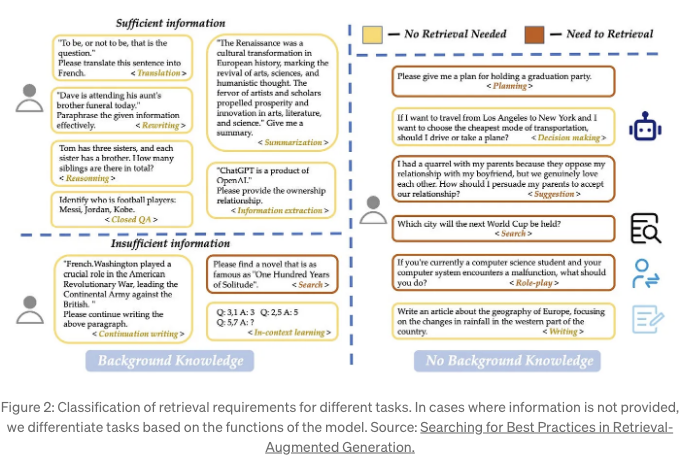 Sufficient information
"To be, or not to be, that is the
question."
Please translate this sentence into
French.
< Translation >
"Dave is attending his aunt's
brother funeral today."
Paraphrase the given information
effectively.
< Rewriting >
Tom has three sisters, and each
sister has a brother. How many
siblings are there in total?
< Reasonning >
Identify who is football players:
Messi, Jordan, Kobe.
< Closed QA >
"The Renaissance was a
cultural transformation in
European history, marking the
revival of arts, sciences, and
humanistic thought. The
fervor of artists and scholars
propelled prosperity and
innovation in arts, literature,
and science." Give me a
summary.
< Summarization >
"ChatGPT is a product of
OpenAI."
Please provide the ownership
relationship.
< Information extraction >
Insufficient information
"French.Washington played a
crucial role in the American
Revolutionary War, leading the
Continental Army against the
British. "
Please continue writing the
above paragraph.
< Continuation writing >
Please find a novel that is as
famous as "One Hundred Years
of Solitude".
< Search >
Q: 3,1 A: 3 Q: 2,5 A: 5
Q: 5,7 A: ?
< In-context learning >
Background Knowledge
— No Retrieval Needed
— Need to Retrieval
Please give me a plan for holding a graduation party.
< Planning >
If I want to travel from Los Angeles to New York and I
want to choose the cheapest mode of transportation,
should I drive or take a plane?
< Decision making >
I had a quarrel with my parents because they oppose my
relationship with my boyfriend, but we genuinely love
each other. How should I persuade my parents to accept
our relationship?
< Suggestion >
Which city will the next World Cup be held?
< Search >
If you're currently a computer science student and your
computer system encounters a malfunction, what should
you do?
< Role-play >
Write an article about the geography of Europe, focusing
on the changes in rainfall in the western part of the
country.
< Writing >
No Background Knowledge
Figure 2: Classification of retrieval requirements for different tasks. In cases where information is not provided,
we differentiate tasks based on the functions of the model. Source: Searching for Best Practices in Retrieval-
Augmented Generation.